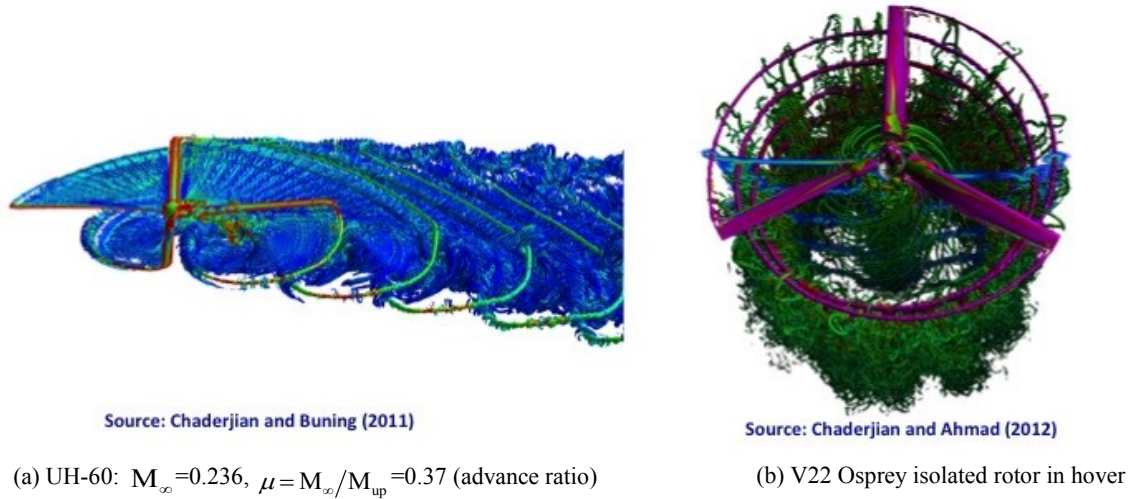 Source: Chaderjian and Buning (2011)
Source: Chaderjian and Ahmad (2012)
(a) UH-60: M∞=0.236, μ = M∞/Mup =0.37 (advance ratio)
(b) V22 Osprey isolated rotor in hover